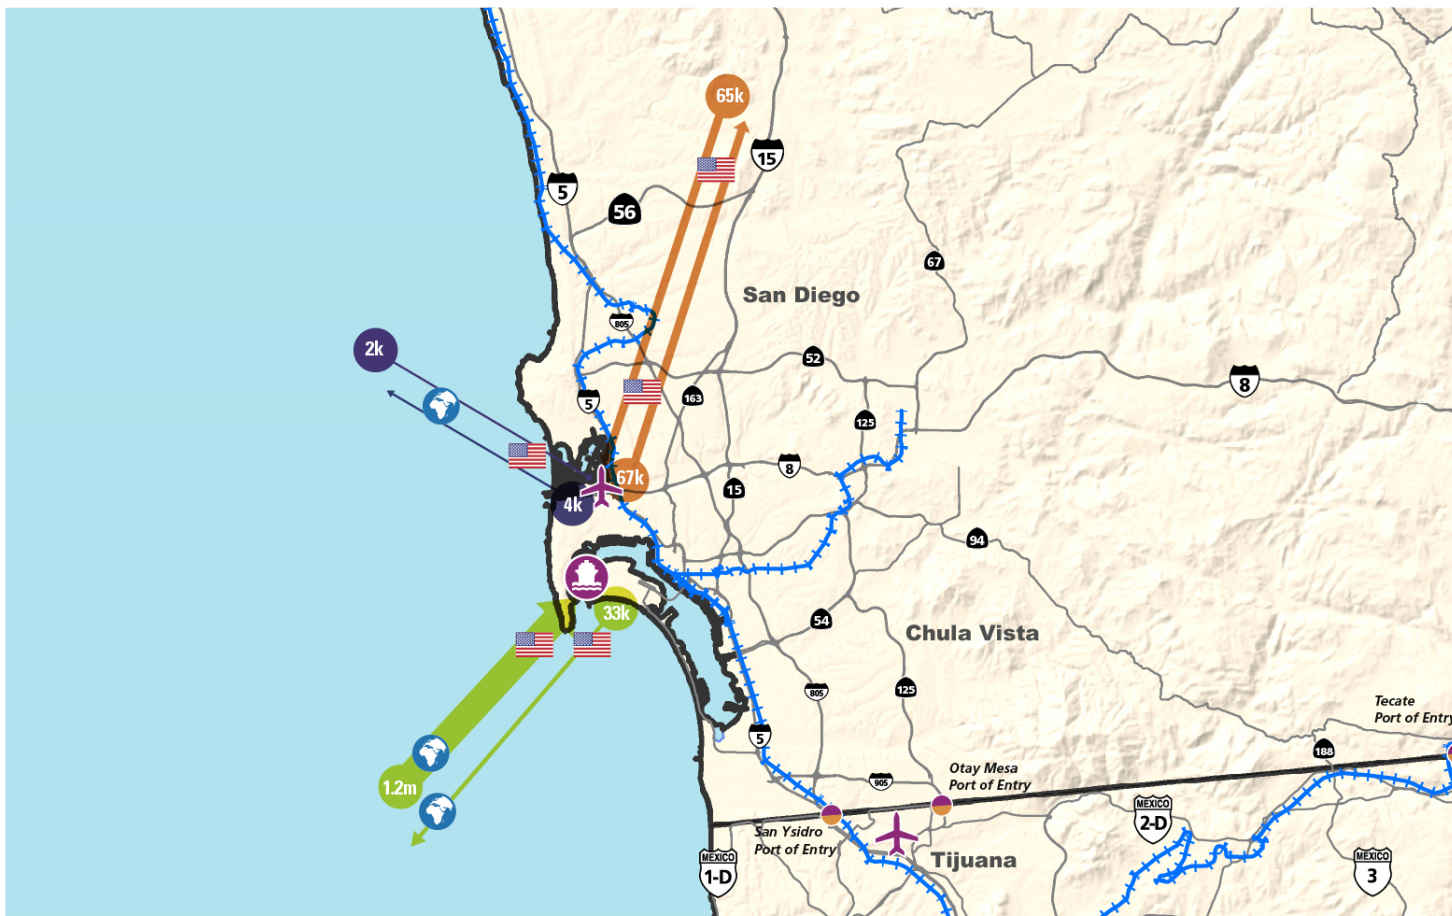 65k
15
5
56
67
San Diego
805
2k
52
8
163
5
125
8
67k
15
4k
94
33k
54
Chula Vista
805
125
Tecate
Port of Entry
5
188
1.2m
905
Otay Mesa
Port of Entry
MEXICO
2-D
San Ysidro
Port of Entry
Tijuana
MEXICO
1-D
MEXICO
3